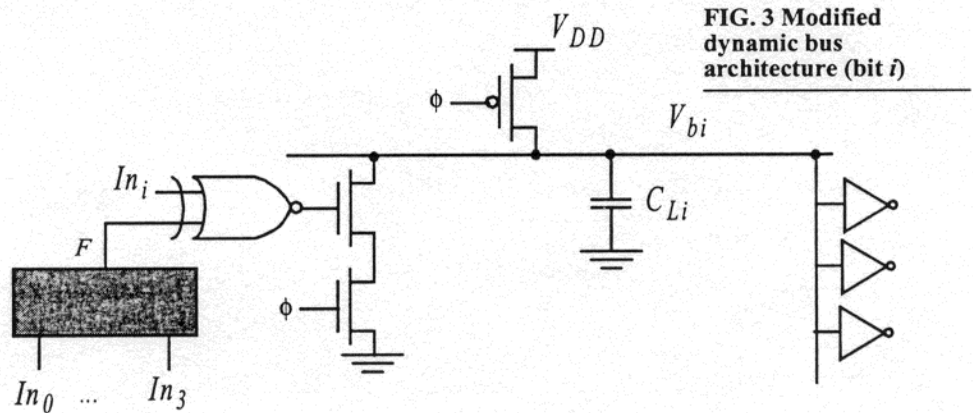 FIG. 3 Modified
dynamic bus
architecture (bit i)
V_DD
ϕ
V_bi
In_i
C_Li
F
ϕ
In_0 ... In_3